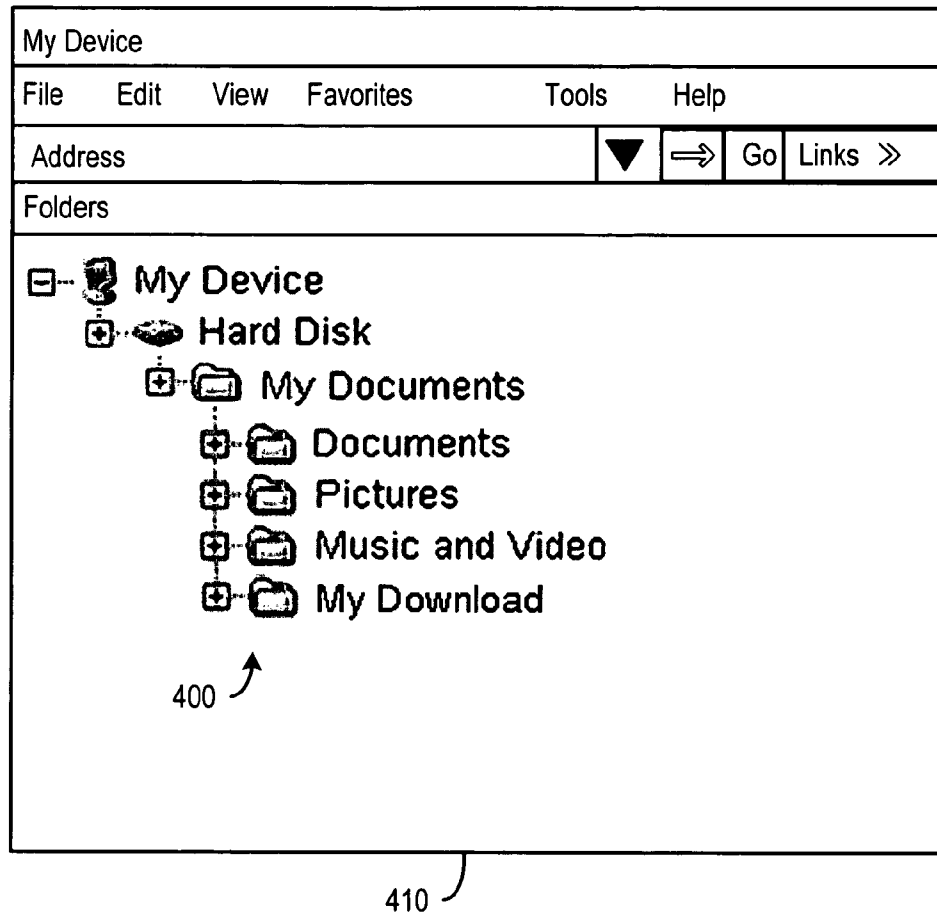 My Device
File Edit View Favorites Tools Help
Address Go Links >>
Folders
My Device
Hard Disk
My Documents
Documents
Pictures
Music and Video
My Download
400
410